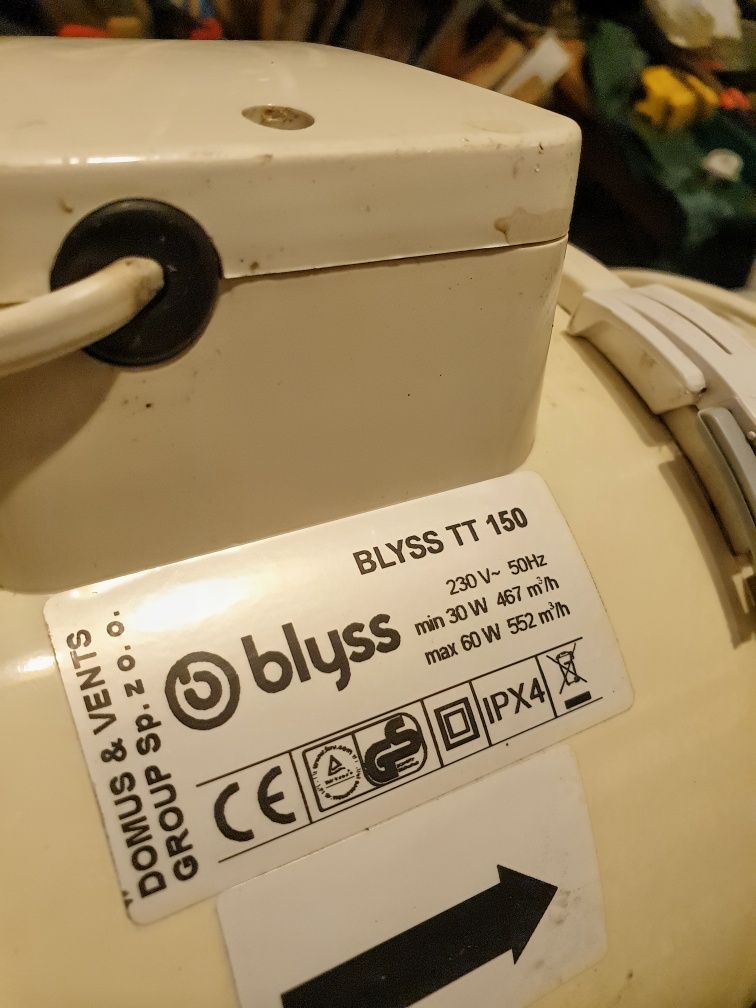 BLYSS TT 150
230 V~ 50Hz
min 30 W 467 m³/h
max 60 W 552 m³/h
blyss
DOMUS & VENTS
GROUP Sp. z o. o.
CE
GS
IPX4